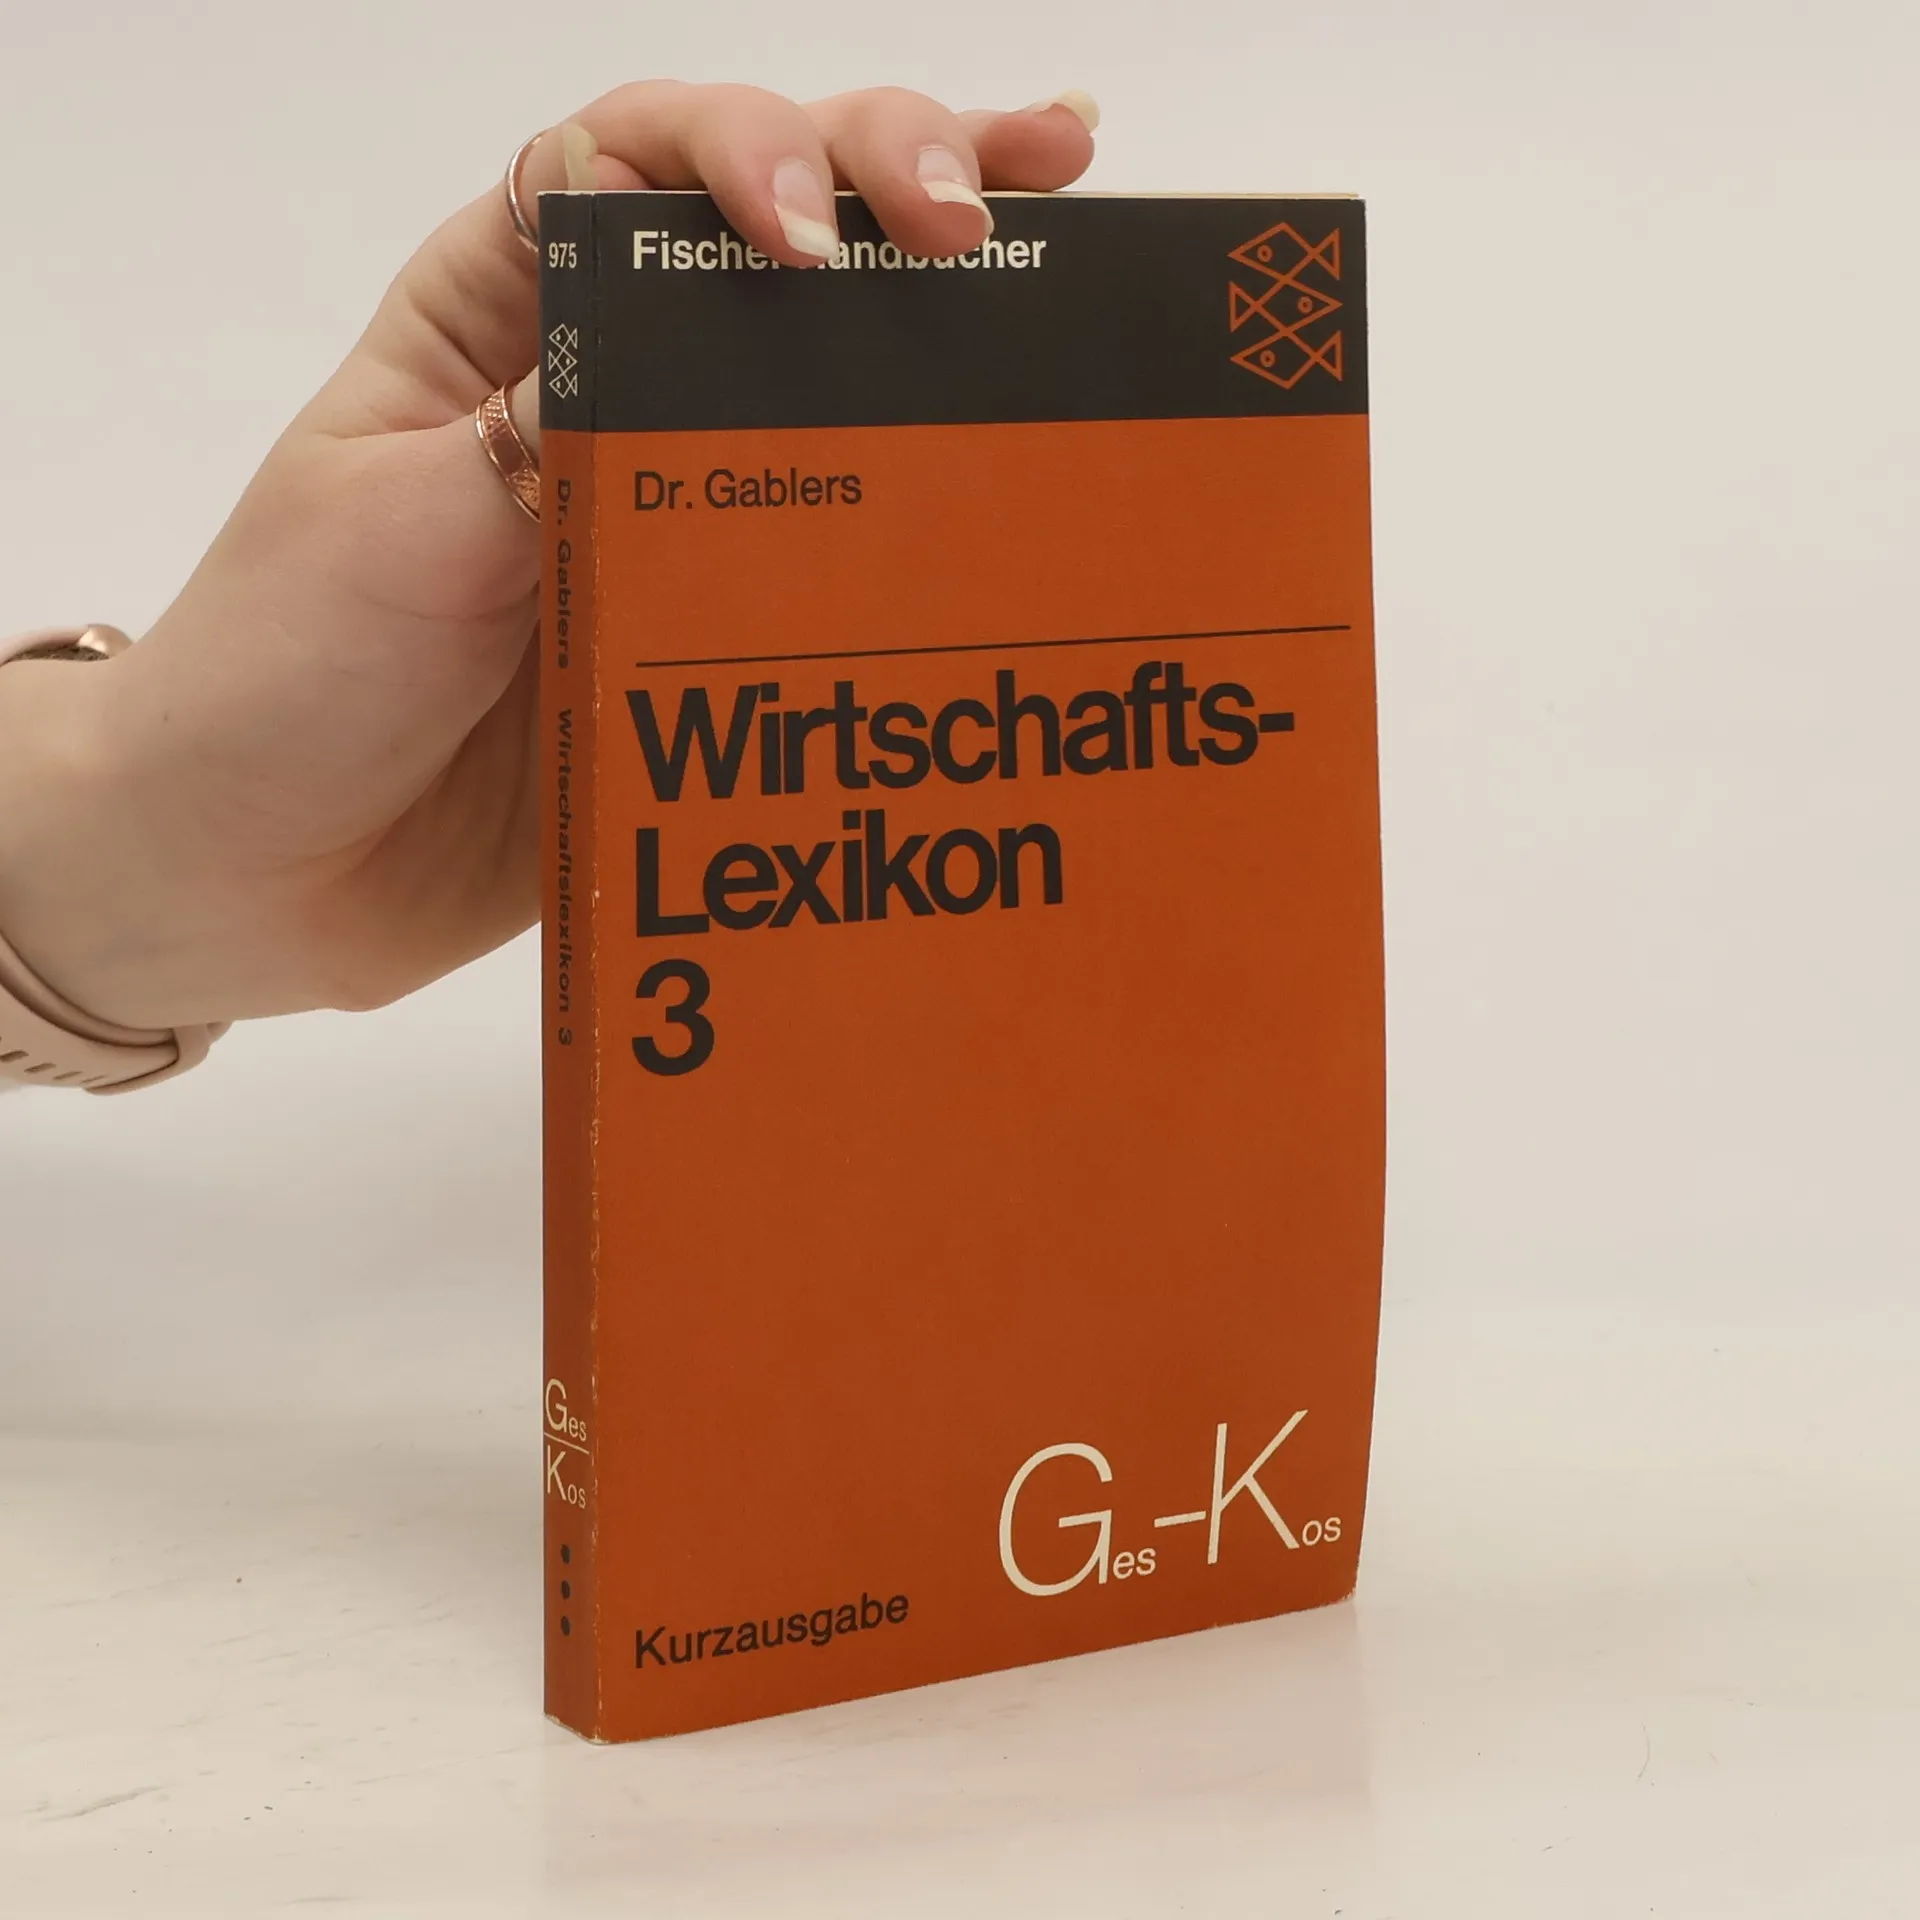 975
Fischer Handbücher
Dr. Gablers
Wirtschafts-
Lexikon
3
Ges–Kos
Kurzausgabe
Dr. Gablers Wirtschaftslexikon 3
Ges
Kos